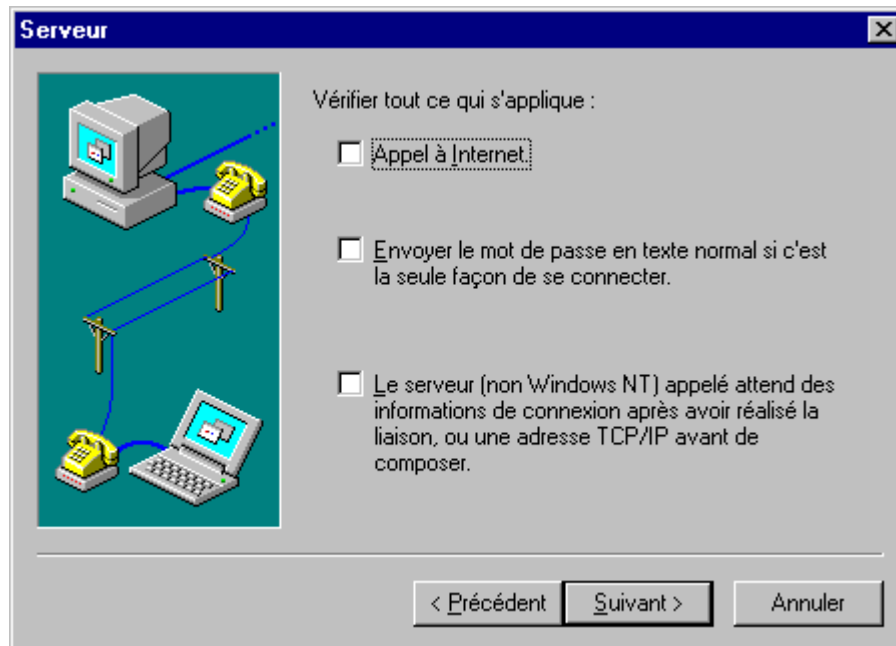 Serveur
Vérifier tout ce qui s'applique :
Appel à Internet.
Envoyer le mot de passe en texte normal si c'est
la seule façon de se connecter.
Le serveur (non Windows NT) appelé attend des
informations de connexion après avoir réalisé la
liaison, ou une adresse TCP/IP avant de
composer.
< Précédent Suivant > Annuler